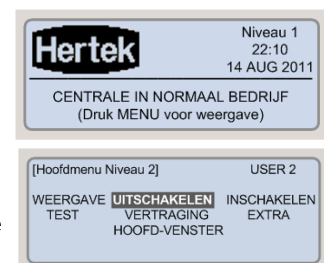 Hertek
Niveau 1
22:10
14 AUG 2011
CENTRALE IN NORMAAL BEDRIJF
(Druk MENU voor weergave)
[Hoofdmenu Niveau 2] USER 2
WEERGAVE UITSCHAKELEN INSCHAKELEN
TEST VERTRAGING EXTRA
HOOFD-VENSTER
e